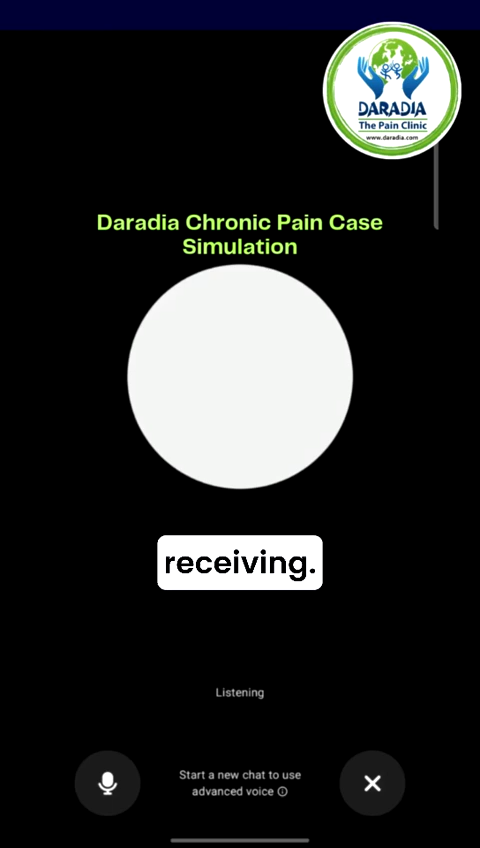 DARADIA
The Pain Clinic
www.daradia.com
Daradia Chronic Pain Case
Simulation
receiving.
Listening
Start a new chat to use
advanced voice